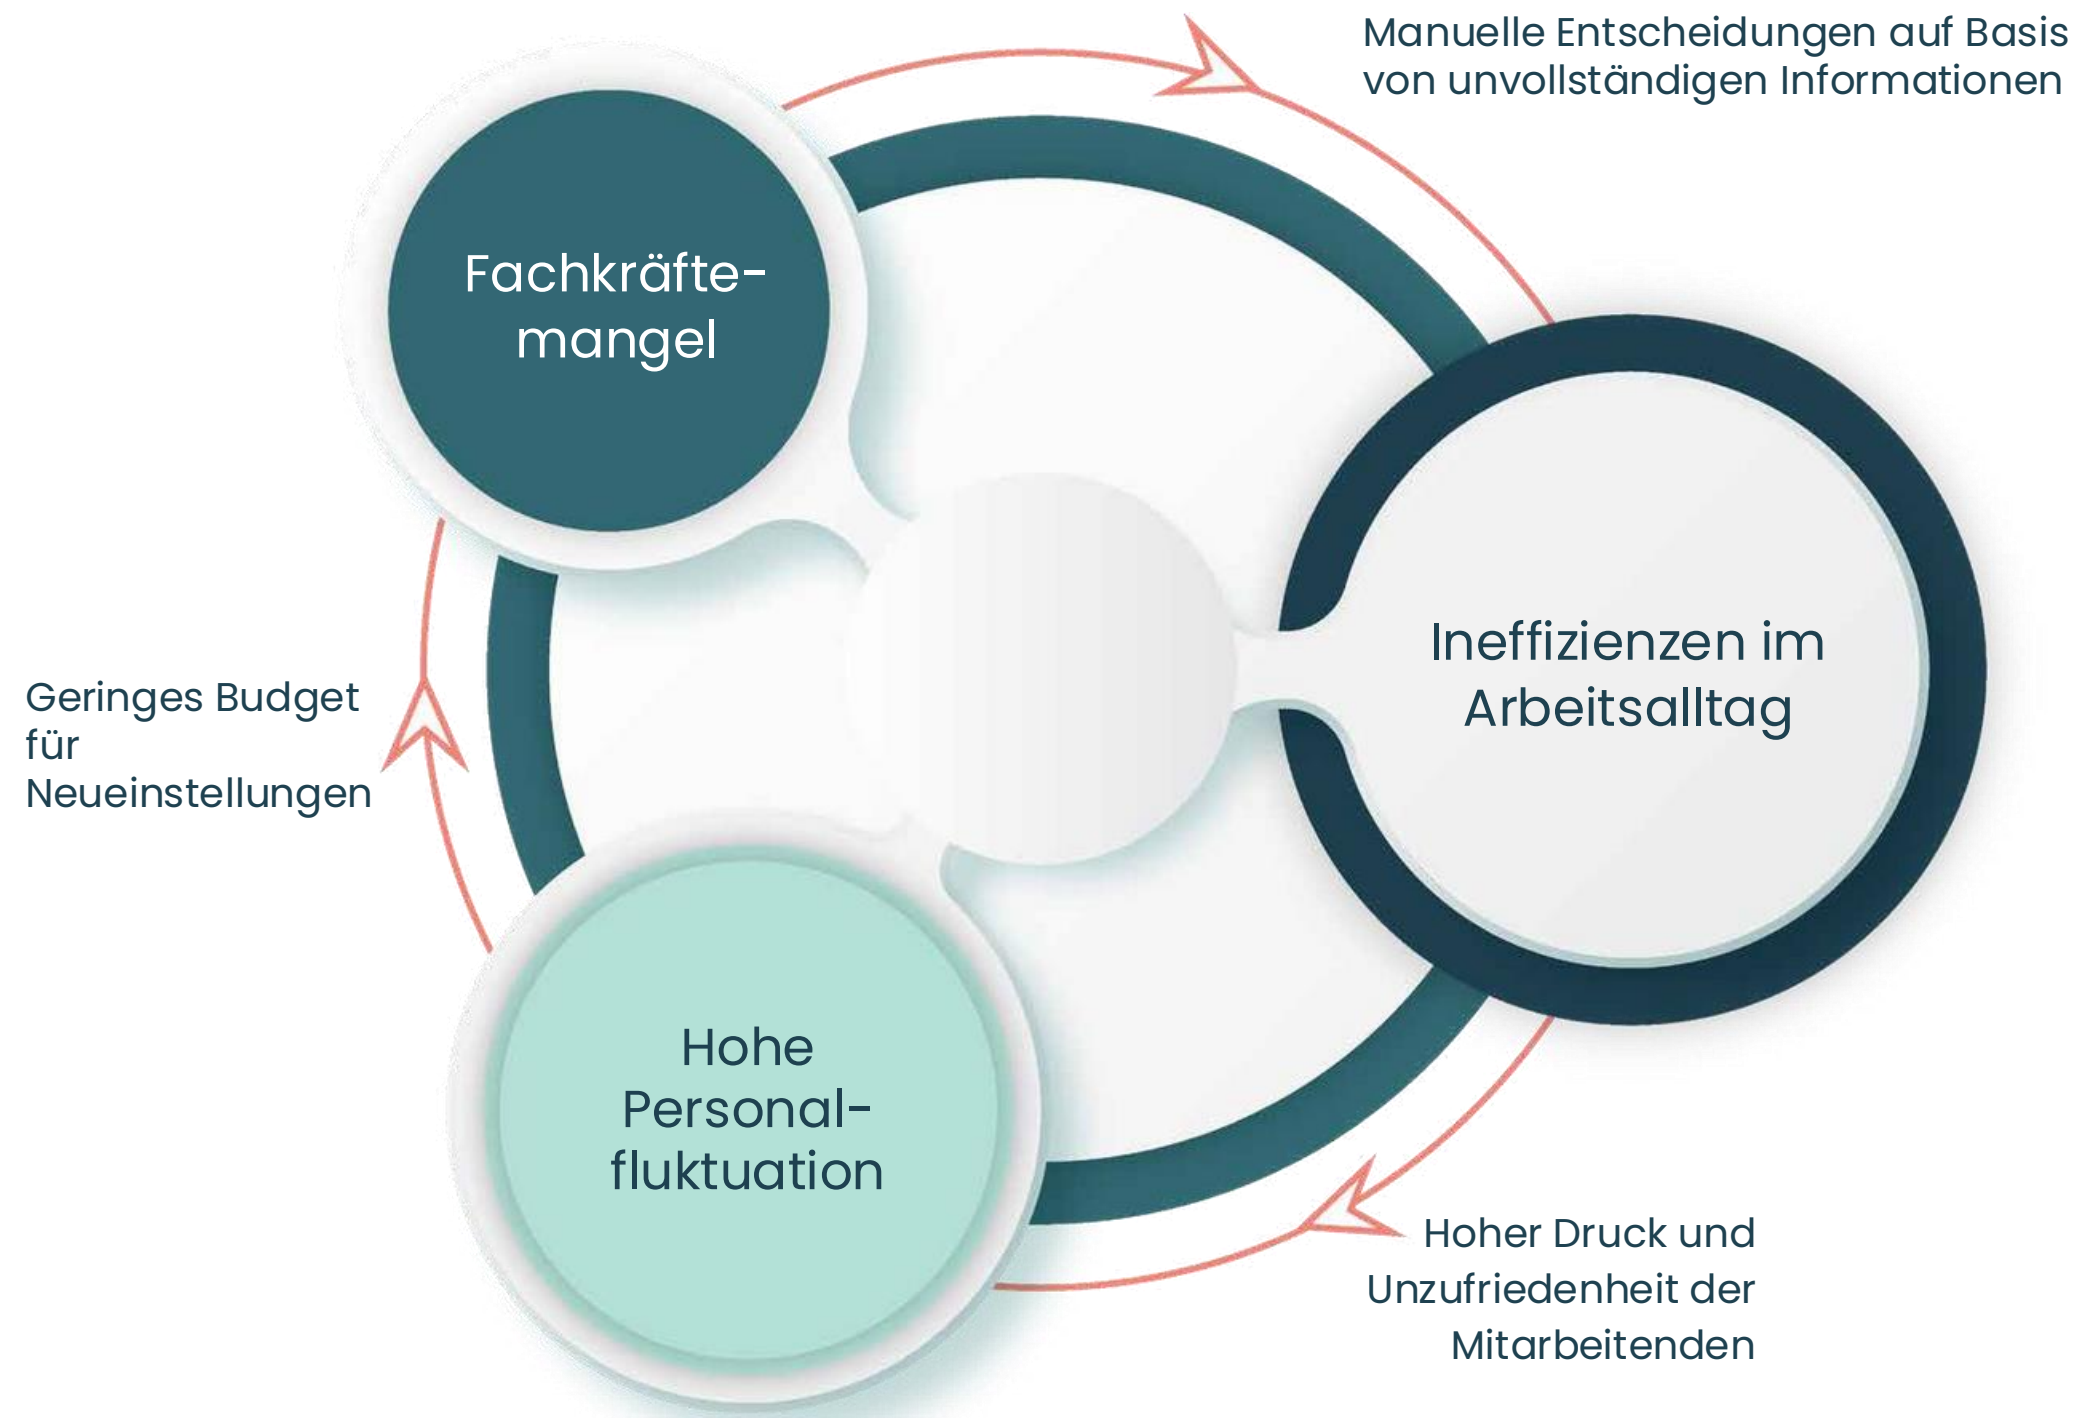 Manuelle Entscheidungen auf Basis
von unvollständigen Informationen
Fachkräfte-
mangel
Ineffizienzen im
Arbeitsalltag
Geringes Budget
für
Neueinstellungen
Hohe
Personal-
fluktuation
Hoher Druck und
Unzufriedenheit der
Mitarbeitenden